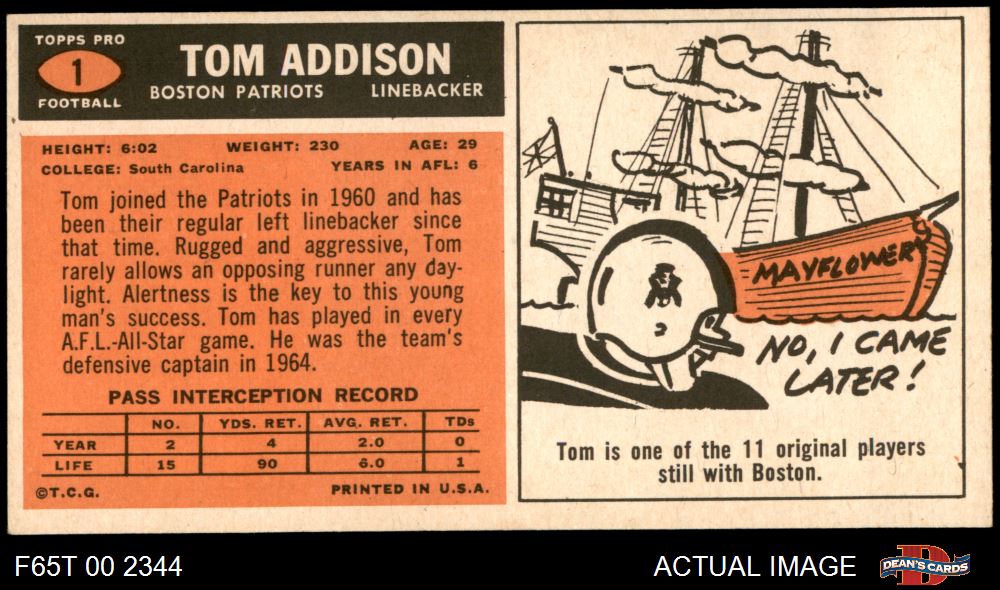 TOPPS PRO
1
FOOTBALL
TOM ADDISON
BOSTON PATRIOTS LINEBACKER
HEIGHT: 6:02 WEIGHT: 230 AGE: 29
COLLEGE: South Carolina YEARS IN AFL: 6
Tom joined the Patriots in 1960 and has
been their regular left linebacker since
that time. Rugged and aggressive, Tom
rarely allows an opposing runner any day-
light. Alertness is the key to this young
man's success. Tom has played in every
A.F.L.-All-Star game. He was the team's
defensive captain in 1964.
PASS INTERCEPTION RECORD
NO. YDS. RET. AVG. RET. TDs
YEAR 2 4 2.0 0
LIFE 15 90 6.0 1
©T.C.G. PRINTED IN U.S.A.
MAYFLOWER
NO, I CAME
LATER!
Tom is one of the 11 original players
still with Boston.
F65T 00 2344 ACTUAL IMAGE D DEAN'S CARDS